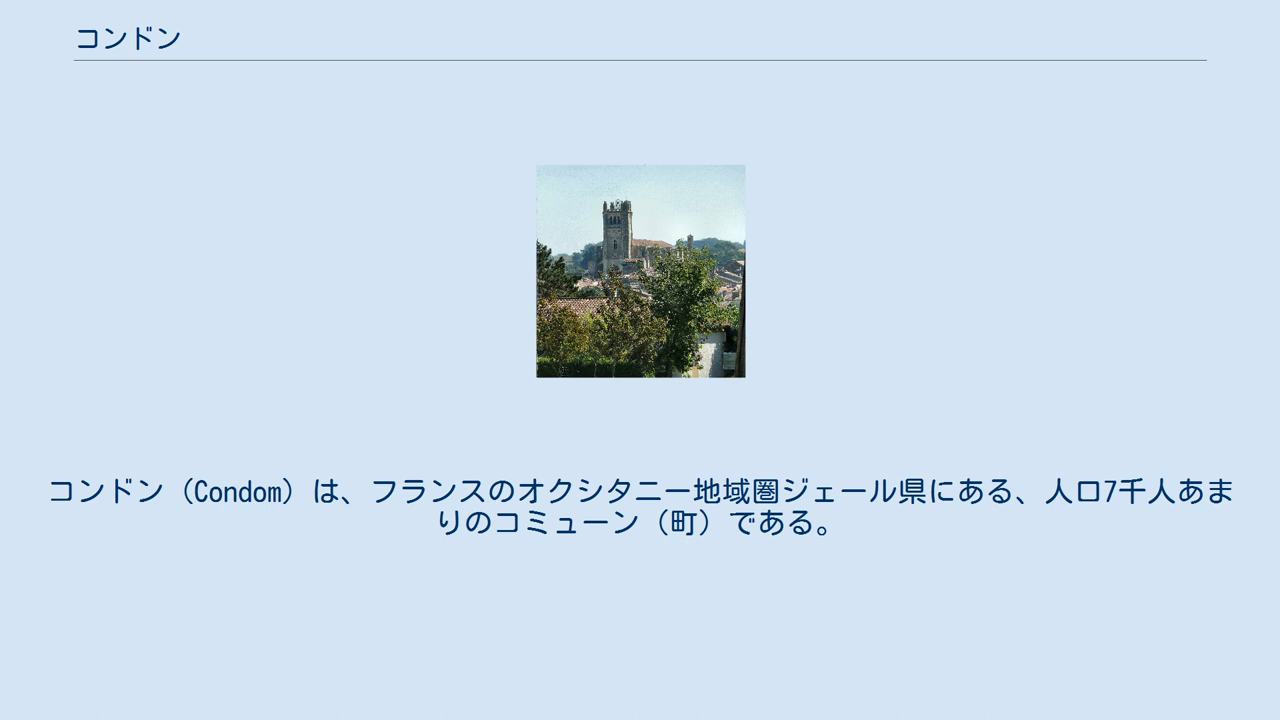 コンドン
コンドン（Condom）は、フランスのオクシタニー地域圏ジェール県にある、人口7千人あま
りのコミューン（町）である。